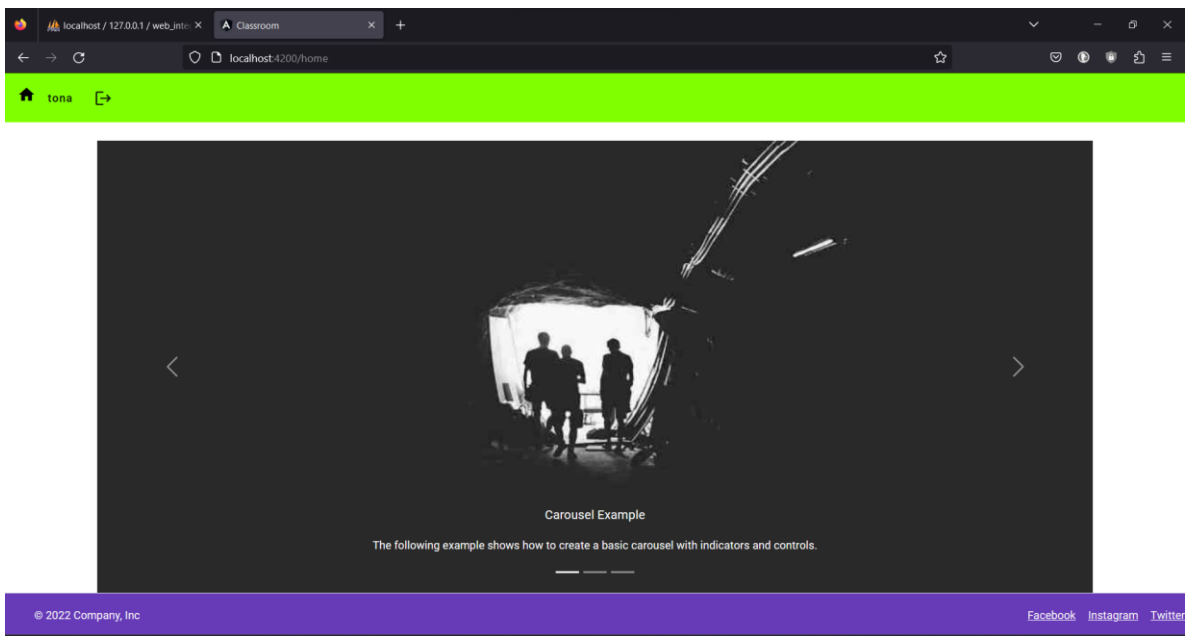 localhost / 127.0.0.1 / web_inte
Classroom
localhost:4200/home
tona
Carousel Example
The following example shows how to create a basic carousel with indicators and controls.
© 2022 Company, Inc
Facebook Instagram Twitter